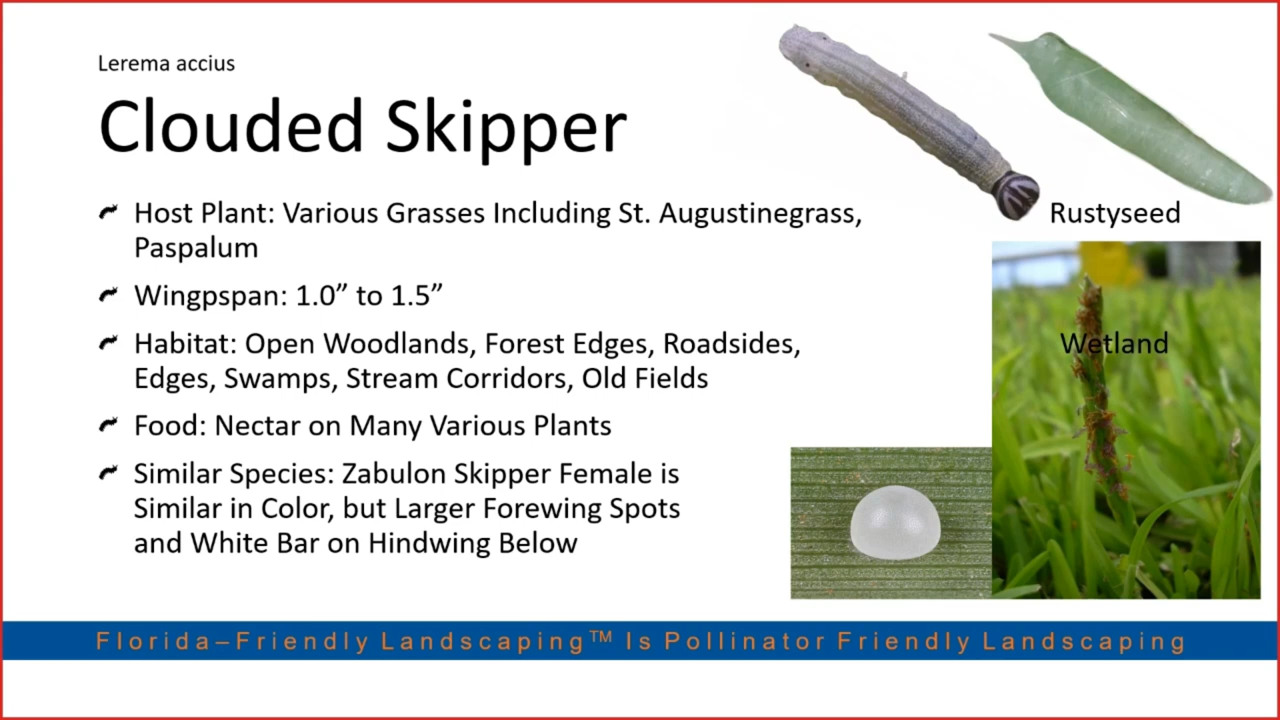 Lerema accius
Clouded Skipper
Host Plant: Various Grasses Including St. Augustinegrass, Rustyseed
Paspalum
Wingpspan: 1.0” to 1.5”
Habitat: Open Woodlands, Forest Edges, Roadsides, Wetland
Edges, Swamps, Stream Corridors, Old Fields
Food: Nectar on Many Various Plants
Similar Species: Zabulon Skipper Female is
Similar in Color, but Larger Forewing Spots
and White Bar on Hindwing Below
Florida–Friendly Landscaping™ Is Pollinator Friendly Landscaping